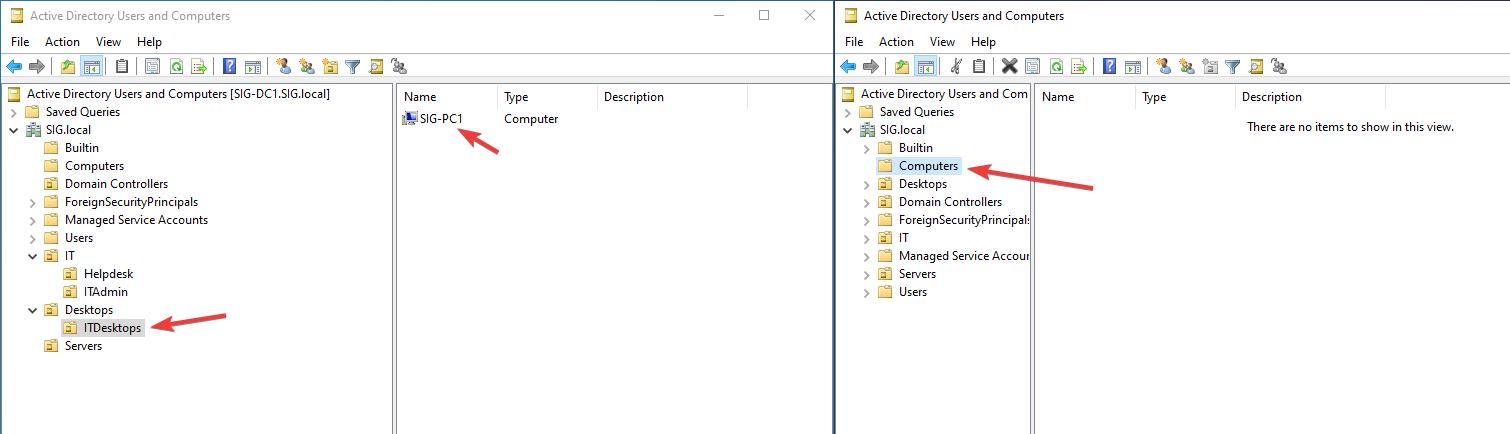 Active Directory Users and Computers
File Action View Help
Active Directory Users and Computers [SIG-DC1.SIG.local]
Saved Queries
SIG.local
Builtin
Computers
Domain Controllers
ForeignSecurityPrincipals
Managed Service Accounts
Users
IT
Helpdesk
ITAdmin
Desktops
ITDesktops
Servers
Name Type Description
SIG-PC1 Computer
Active Directory Users and Computers
File Action View Help
Active Directory Users and Com
Saved Queries
SIG.local
Builtin
Computers
Desktops
Domain Controllers
ForeignSecurityPrincipals
IT
Managed Service Accour
Servers
Users
Name Type Description
There are no items to show in this view.